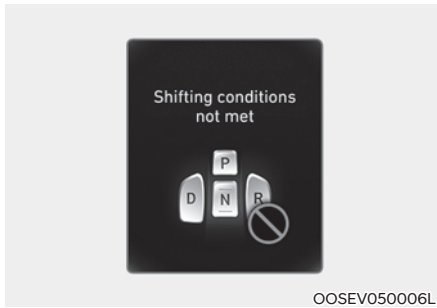 Shifting conditions
not met
P
D N R
OOSEV050006L